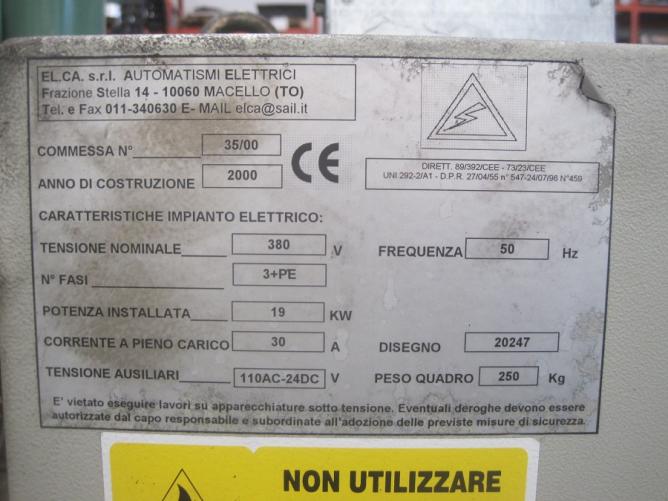 EL.CA. s.r.l. AUTOMATISMI ELETTRICI
Frazione Stella 14 - 10060 MACELLO (TO)
Tel. e Fax 011-340630 E- MAIL elca@sail.it
COMMESSA N° 35/00
ANNO DI COSTRUZIONE 2000
CE
DIRETT. 89/392/CEE - 73/23/CEE
UNI 292-2/A1 - D.P.R. 27/04/55 n° 547-24/07/96 N°459
CARATTERISTICHE IMPIANTO ELETTRICO:
TENSIONE NOMINALE 380 V FREQUENZA 50 Hz
N° FASI 3+PE
POTENZA INSTALLATA 19 KW
CORRENTE A PIENO CARICO 30 A DISEGNO 20247
TENSIONE AUSILIARI 110AC-24DC V PESO QUADRO 250 Kg
E' vietato eseguire lavori su apparecchiature sotto tensione. Eventuali deroghe devono essere
autorizzate dal capo responsabile e subordinate all'adozione delle previste misure di sicurezza.
NON UTILIZZARE